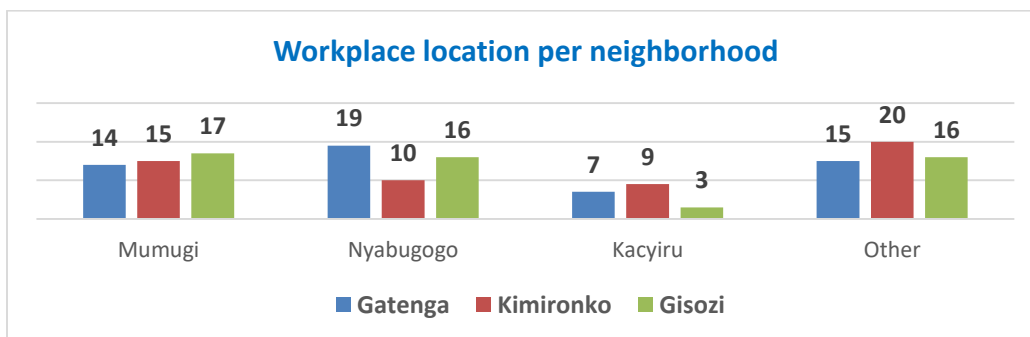 Workplace location per neighborhood
14 15 17 19 10 16 7 9 3 15 20 16
Mumugi Nyabugogo Kacyiru Other
Gatenga Kimironko Gisozi